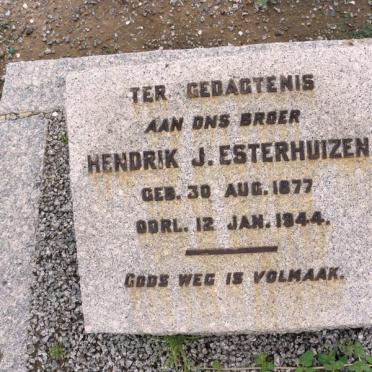 TER GEDAGTENIS
AAN ONS BROER
HENDRIK J. ESTERHUIZEN
GEB. 30 AUG. 1877
OORL. 12 JAN. 1944.
GODS WEG IS VOLMAAK.